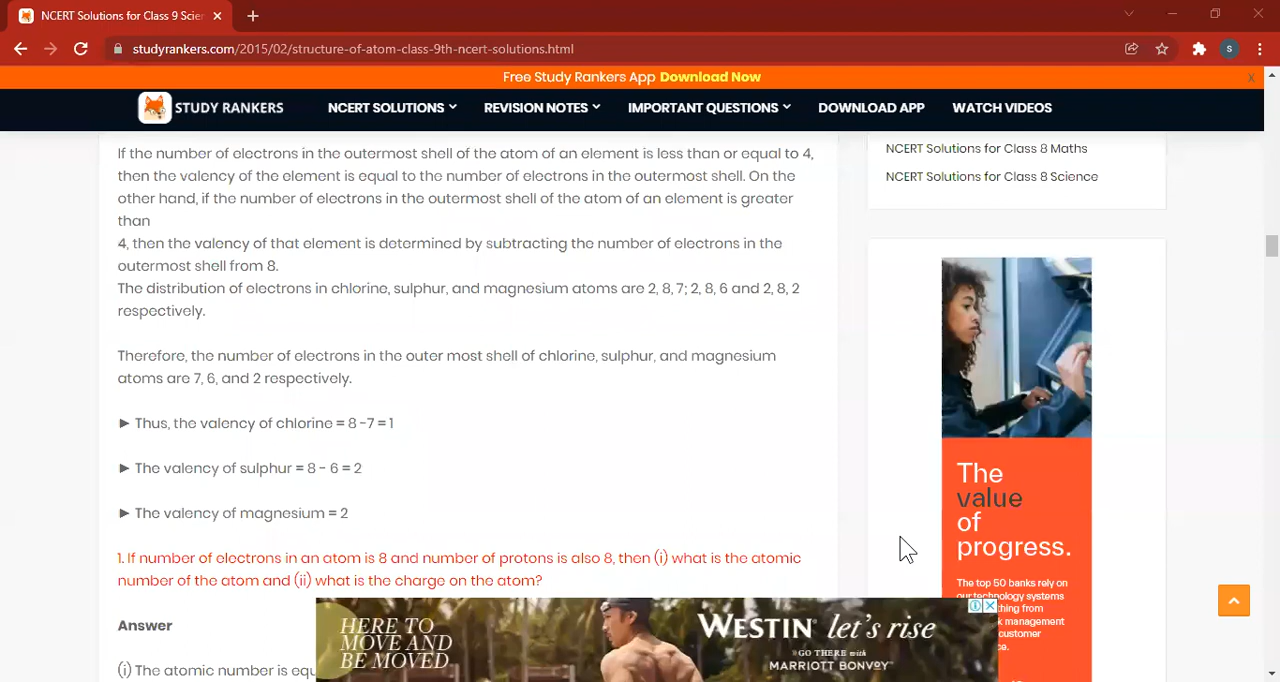 NCERT Solutions for Class 9 Scie
studyrankers.com/2015/02/structure-of-atom-class-9th-ncert-solutions.html
S
Free Study Rankers App Download Now
X
STUDY RANKERS
NCERT SOLUTIONS
REVISION NOTES
IMPORTANT QUESTIONS
DOWNLOAD APP
WATCH VIDEOS
If the number of electrons in the outermost shell of the atom of an element is less than or equal to 4,
then the valency of the element is equal to the number of electrons in the outermost shell. On the
other hand, if the number of electrons in the outermost shell of the atom of an element is greater
than
4, then the valency of that element is determined by subtracting the number of electrons in the
outermost shell from 8.
The distribution of electrons in chlorine, sulphur, and magnesium atoms are 2, 8, 7; 2, 8, 6 and 2, 8, 2
respectively.
Therefore, the number of electrons in the outer most shell of chlorine, sulphur, and magnesium
atoms are 7, 6, and 2 respectively.
► Thus, the valency of chlorine = 8 -7 = 1
► The valency of sulphur = 8 - 6 = 2
► The valency of magnesium = 2
1. If number of electrons in an atom is 8 and number of protons is also 8, then (i) what is the atomic
number of the atom and (ii) what is the charge on the atom?
Answer
(i) The atomic number is equ
NCERT Solutions for Class 8 Maths
NCERT Solutions for Class 8 Science
The
value
of
progress.
The top 50 banks rely on
our technology systems
thing from
k management
customer
ce.
HERE TO
MOVE AND
BE MOVED
WESTIN let's rise
GO THERE with
MARRIOTT BONVOY